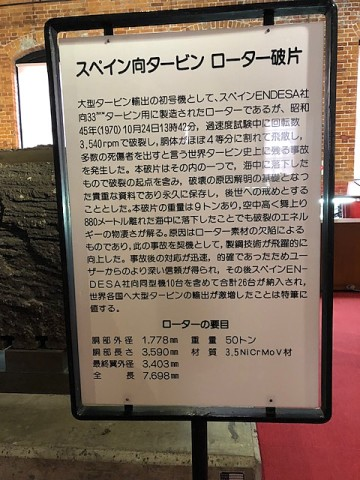 スペイン向タービン ローター破片
大型タービン輸出の初号機として、スペインENDESA社
向33タービン用に製造されたローターであるが、昭和
45年(1970)10月24日13時42分、過速度試験中に回転数
3,540rpmで破裂し、胴体がほぼ4等分に割れて飛散し、
多数の死傷者を出すと言う世界タービン史上に残る事故
を発生した。本破片はその内の一つで、海中に落下した
もので破裂の起点を含み、破壊の原因解明の基礎となっ
た貴重な資料であり永久に保存し、後世への戒めとする
こととした。本破片の重量は9トンあり、空中高く舞上り
880メートル離れた海中に落下したことでも破裂のエネル
ギーの物凄さが解る。原因はローター素材の欠陥による
ものであり、此の事故を契機として、製鋼技術が飛躍的に
向上した。事故後の対応が迅速、的確であったためユー
ザーからのより深い信頼が得られ、その後スペインEN-
DESA社向同型機10台を含めて合計26台が納入され、
世界各国へ大型タービンの輸出が激増したことは特筆に
値する。
ローターの要目
胴部外径 1,778mm 重量 50トン
胴部長さ 3,590mm 材質 3,5NiCrMoV材
最終翼外径 3,403mm
全長 7,698mm